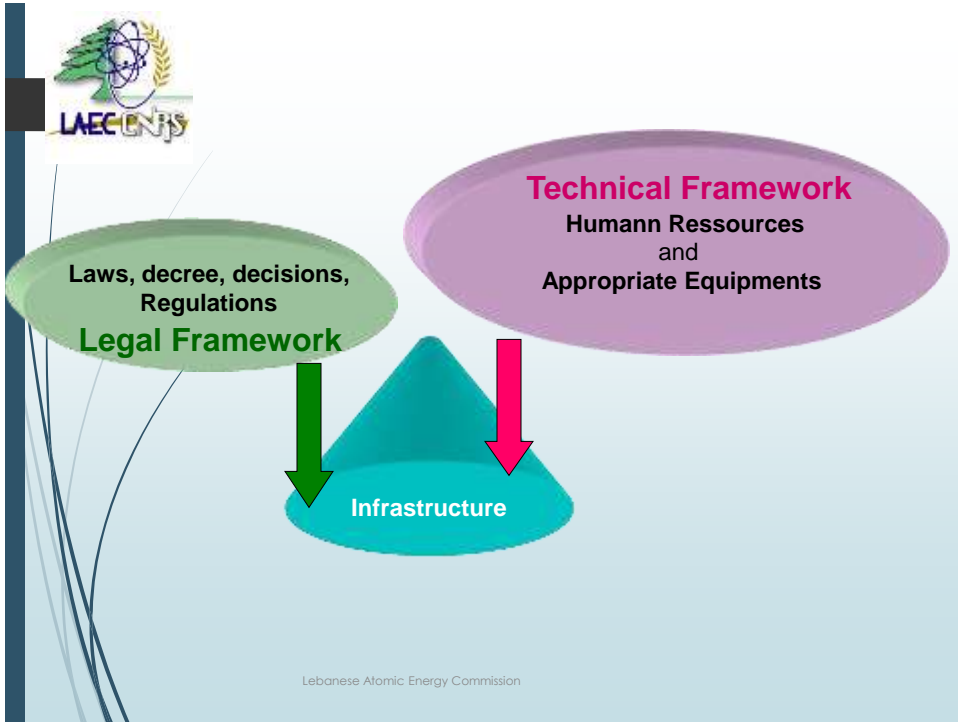 LAEC CNRS
Technical Framework
Humann Ressources
and
Appropriate Equipments
Laws, decree, decisions,
Regulations
Legal Framework
Infrastructure
Lebanese Atomic Energy Commission